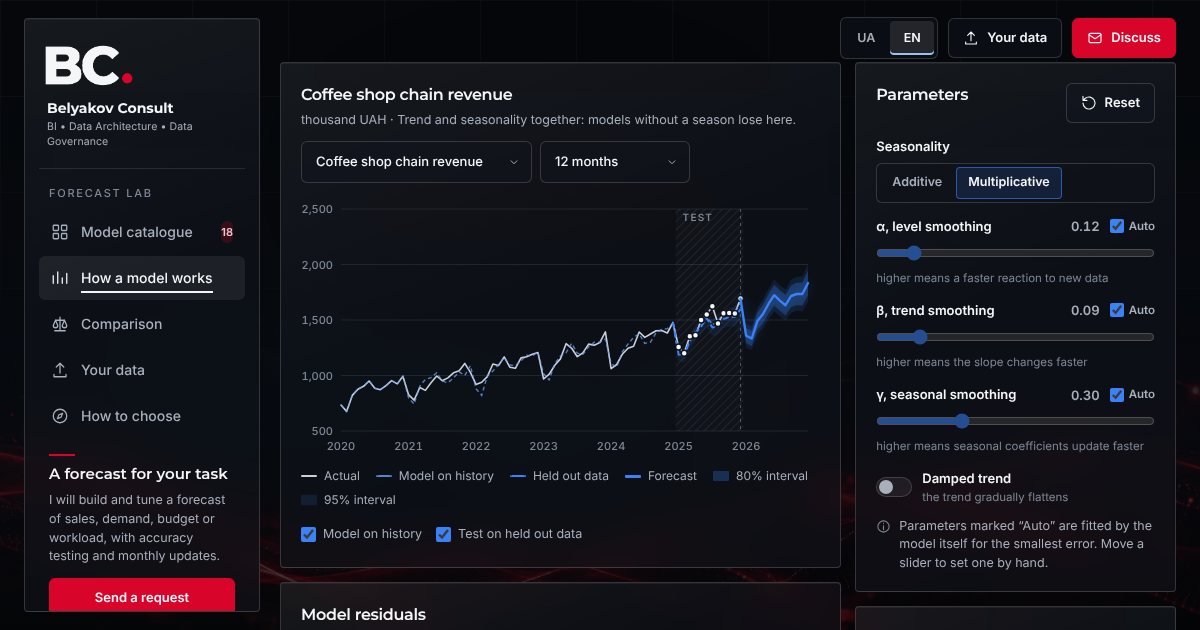 BC.
Belyakov Consult
BI • Data Architecture • Data
Governance
FORECAST LAB
Model catalogue 18
How a model works
Comparison
Your data
How to choose
A forecast for your task
I will build and tune a forecast
of sales, demand, budget or
workload, with accuracy
testing and monthly updates.
Send a request
UA EN Your data Discuss
Coffee shop chain revenue
thousand UAH · Trend and seasonality together: models without a season lose here.
Coffee shop chain revenue 12 months
2,500
TEST
2,000
1,500
1,000
500
2020 2021 2022 2023 2024 2025 2026
Actual Model on history Held out data Forecast 80% interval
95% interval
Model on history Test on held out data
Model residuals
Parameters Reset
Seasonality
Additive Multiplicative
α, level smoothing 0.12 Auto
higher means a faster reaction to new data
β, trend smoothing 0.09 Auto
higher means the slope changes faster
γ, seasonal smoothing 0.30 Auto
higher means seasonal coefficients update faster
Damped trend
the trend gradually flattens
Parameters marked “Auto” are fitted by the
model itself for the smallest error. Move a
slider to set one by hand.